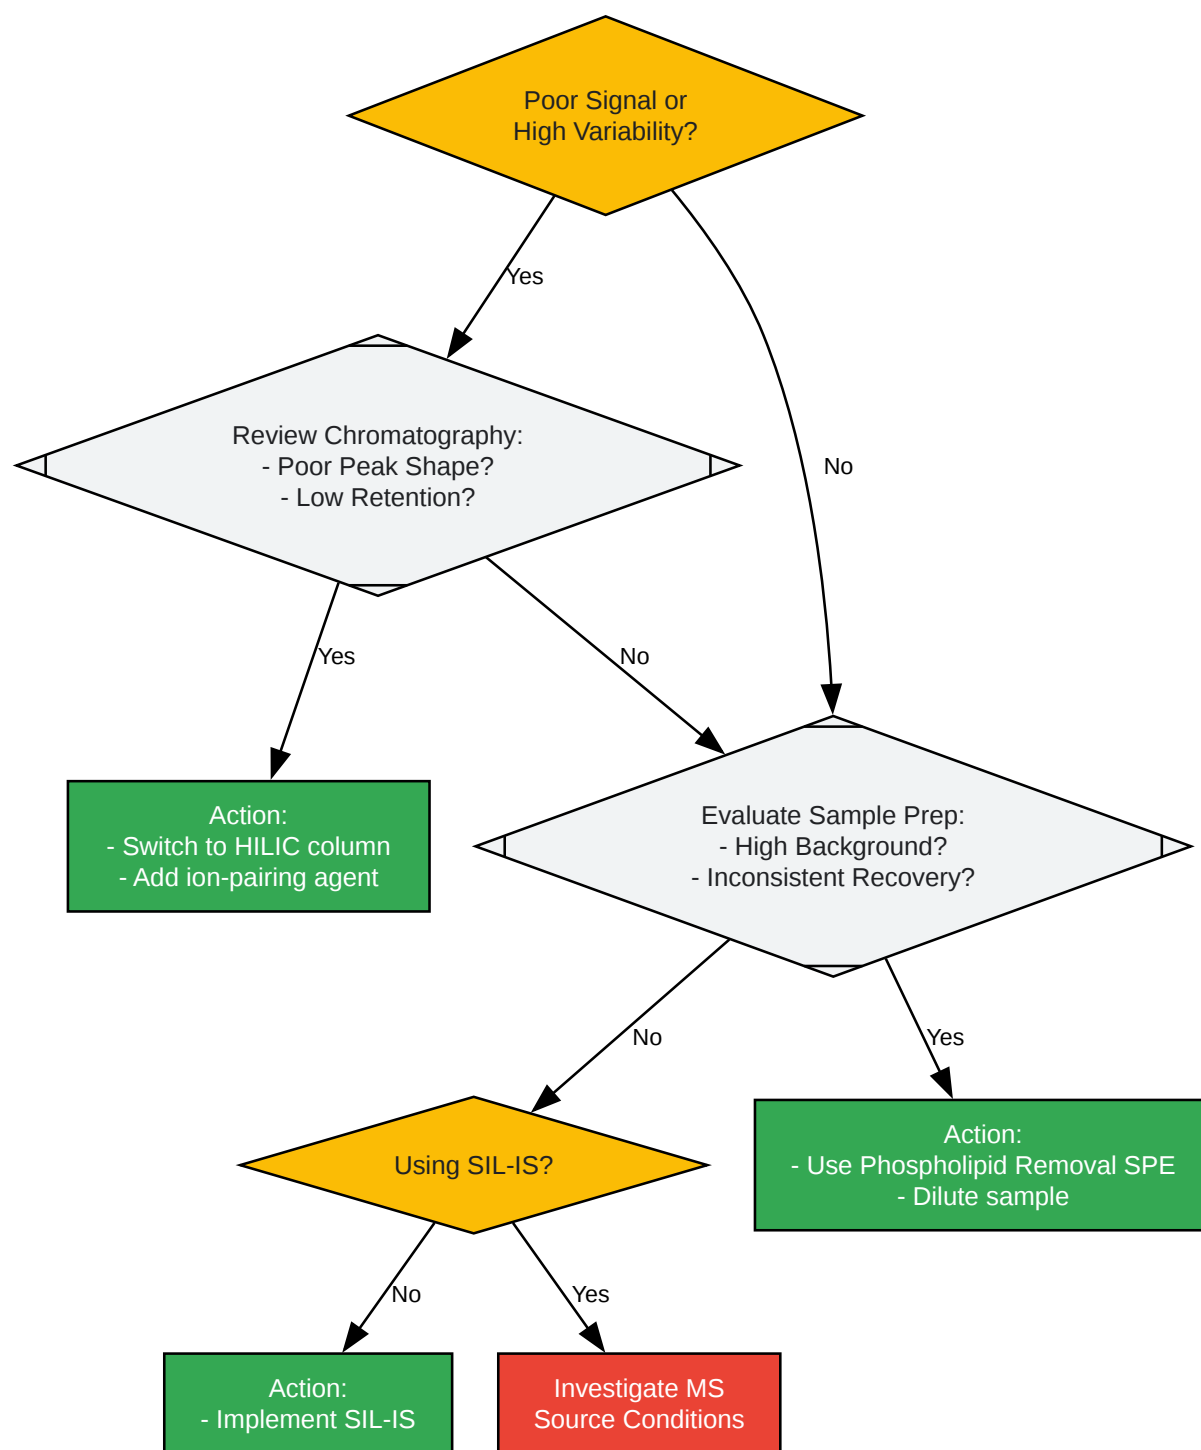 Poor Signal or
High Variability?
Yes
No
Review Chromatography:
- Poor Peak Shape?
- Low Retention?
Yes
No
Action:
- Switch to HILIC column
- Add ion-pairing agent
Evaluate Sample Prep:
- High Background?
- Inconsistent Recovery?
No
Yes
Using SIL-IS?
Action:
- Use Phospholipid Removal SPE
- Dilute sample
No
Yes
Action:
- Implement SIL-IS
Investigate MS
Source Conditions